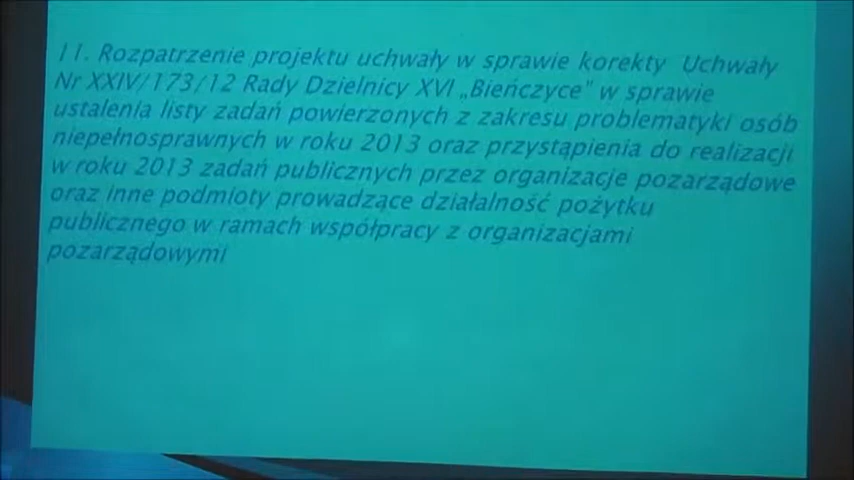 11. Rozpatrzenie projektu uchwały w sprawie korekty Uchwały
Nr XXIV/173/12 Rady Dzielnicy XVI „Bieńczyce” w sprawie
ustalenia listy zadań powierzonych z zakresu problematyki osób
niepełnosprawnych w roku 2013 oraz przystąpienia do realizacji
w roku 2013 zadań publicznych przez organizacje pozarządowe
oraz inne podmioty prowadzące działalność pożytku
publicznego w ramach współpracy z organizacjami
pozarządowymi